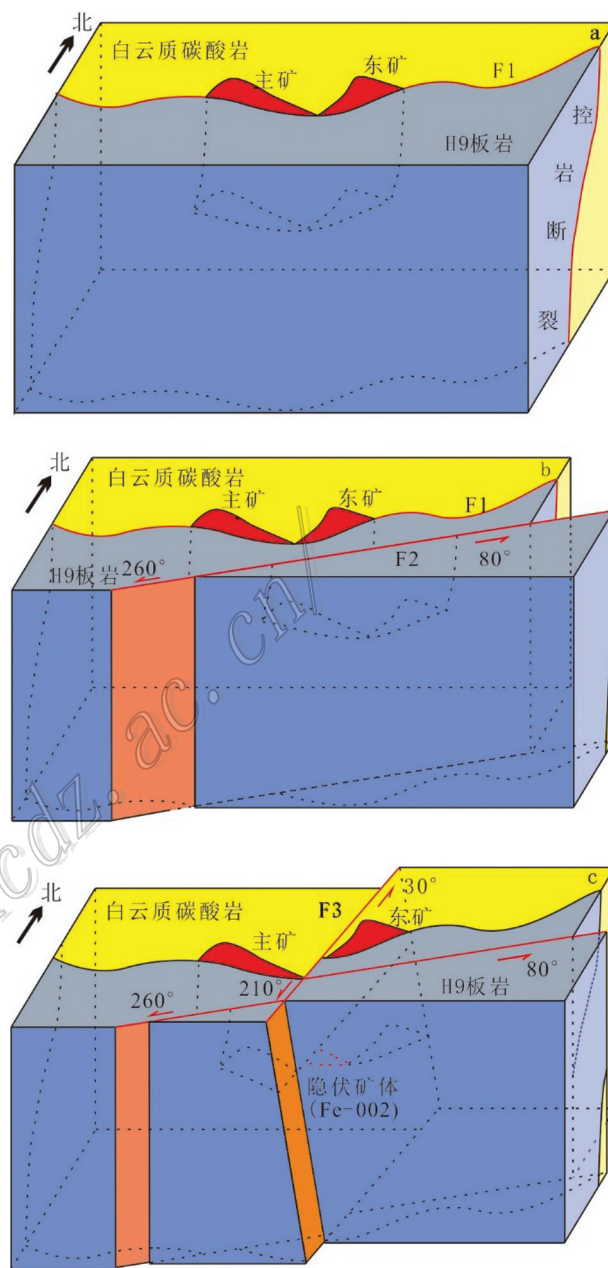 北
白云质碳酸岩
a
主矿
东矿
F1
H9板岩
控岩断裂
北
白云质碳酸岩
b
主矿
东矿
F1
H9板岩
260°
F2
80°
cdz.ac.cn/
北
白云质碳酸岩
F3
30°
c
主矿
东矿
260°
210°
80°
H9板岩
隐伏矿体
(Fe-002)